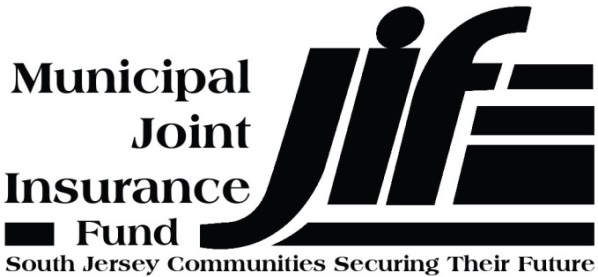 Municipal
Joint
Insurance
Fund
jif
South Jersey Communities Securing Their Future